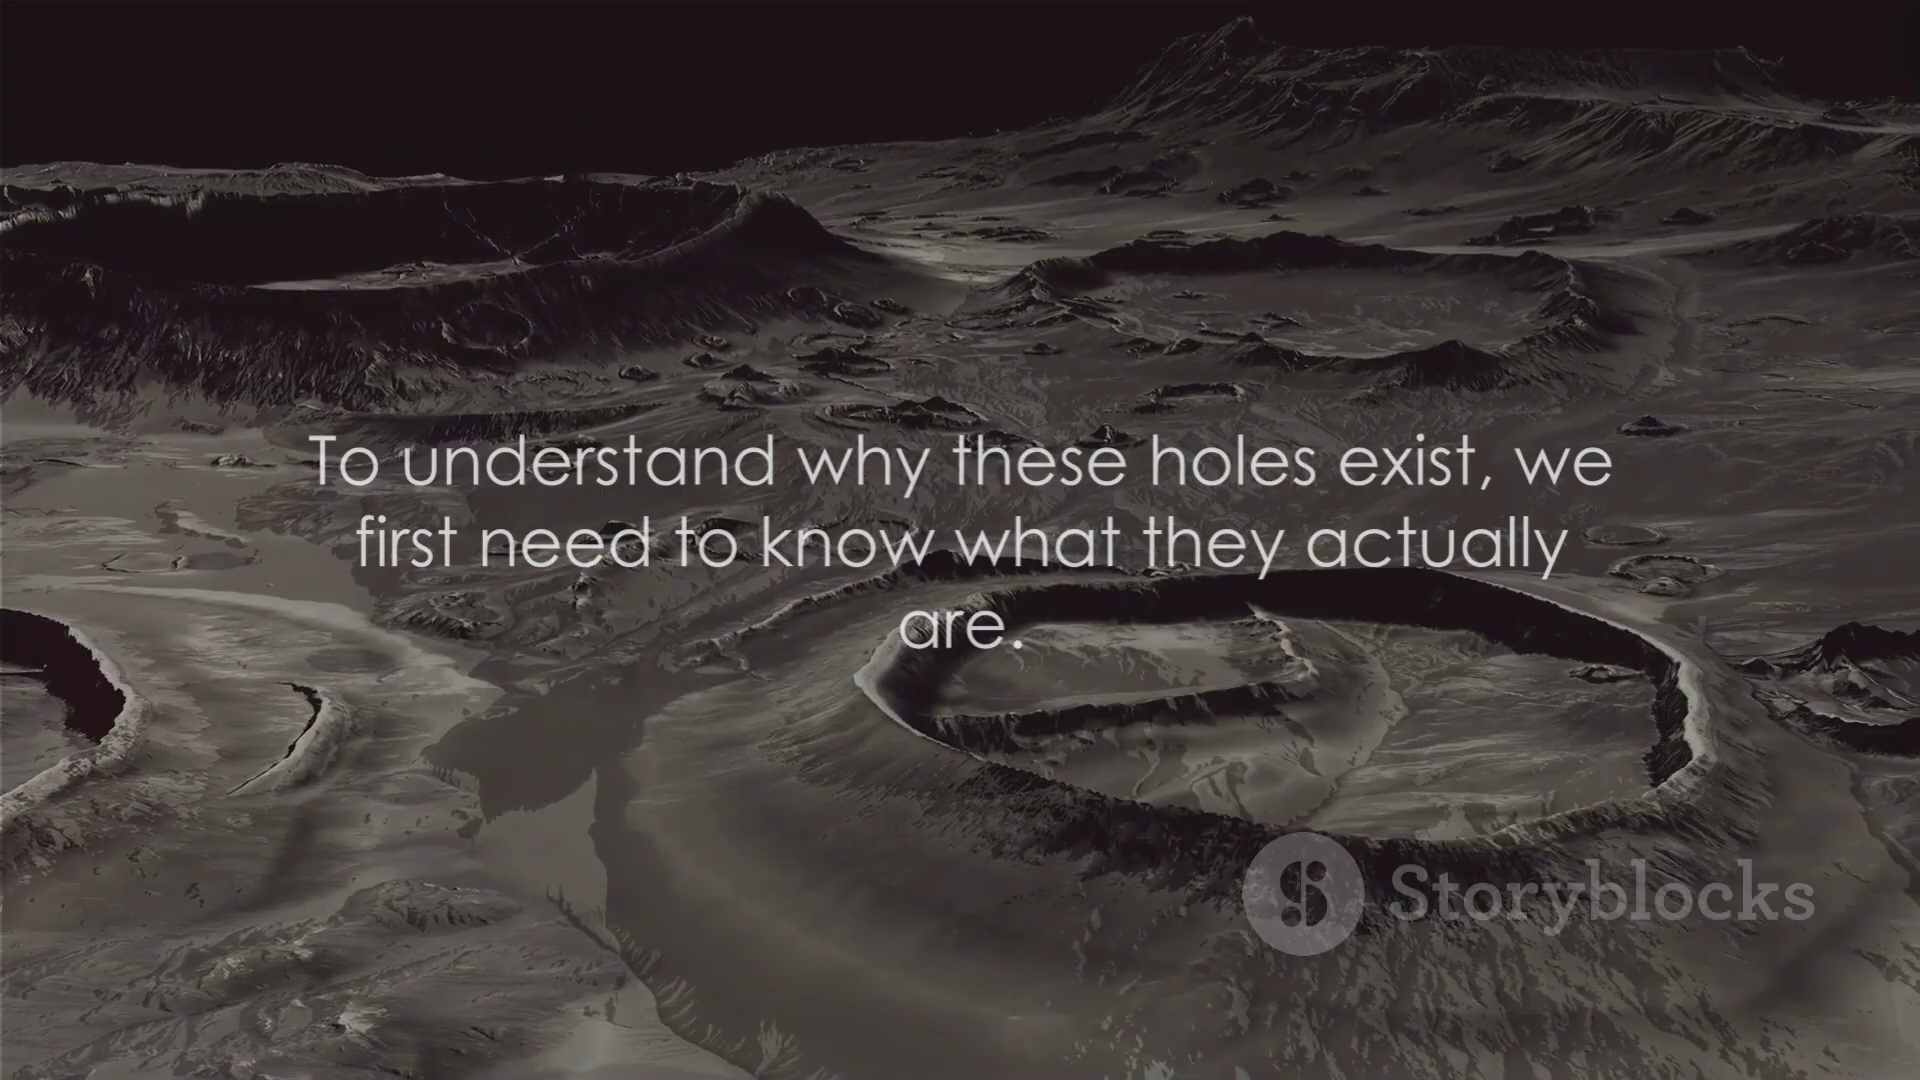 To understand why these holes exist, we
first need to know what they actually
are.
Storyblocks